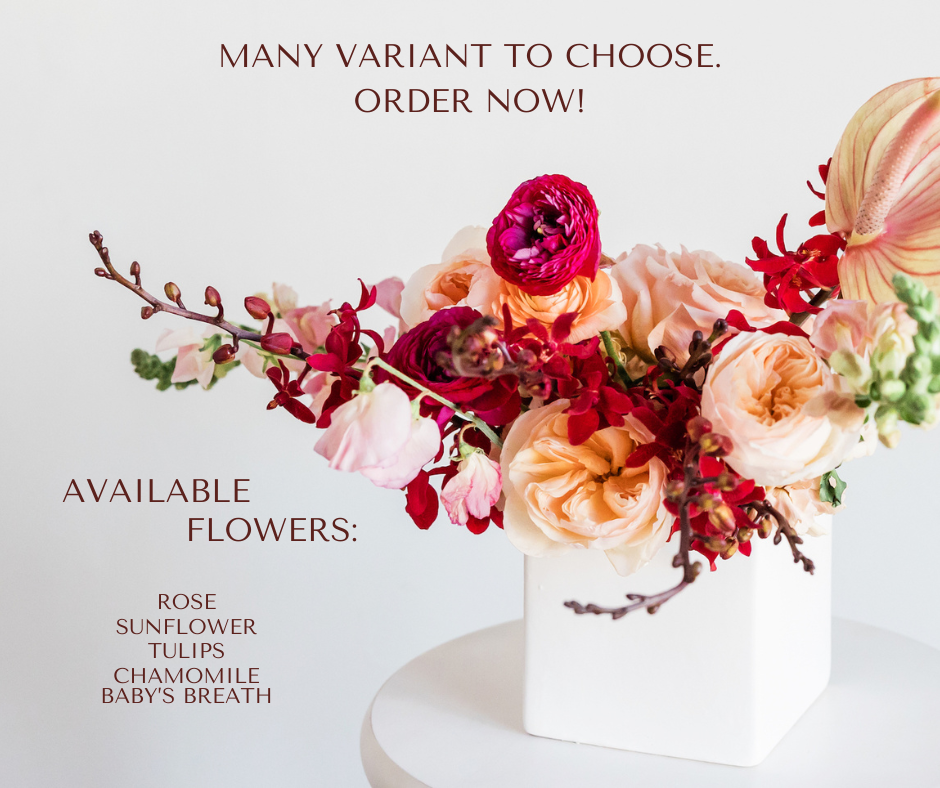 MANY VARIANT TO CHOOSE.
ORDER NOW!
AVAILABLE
FLOWERS:
ROSE
SUNFLOWER
TULIPS
CHAMOMILE
BABY'S BREATH